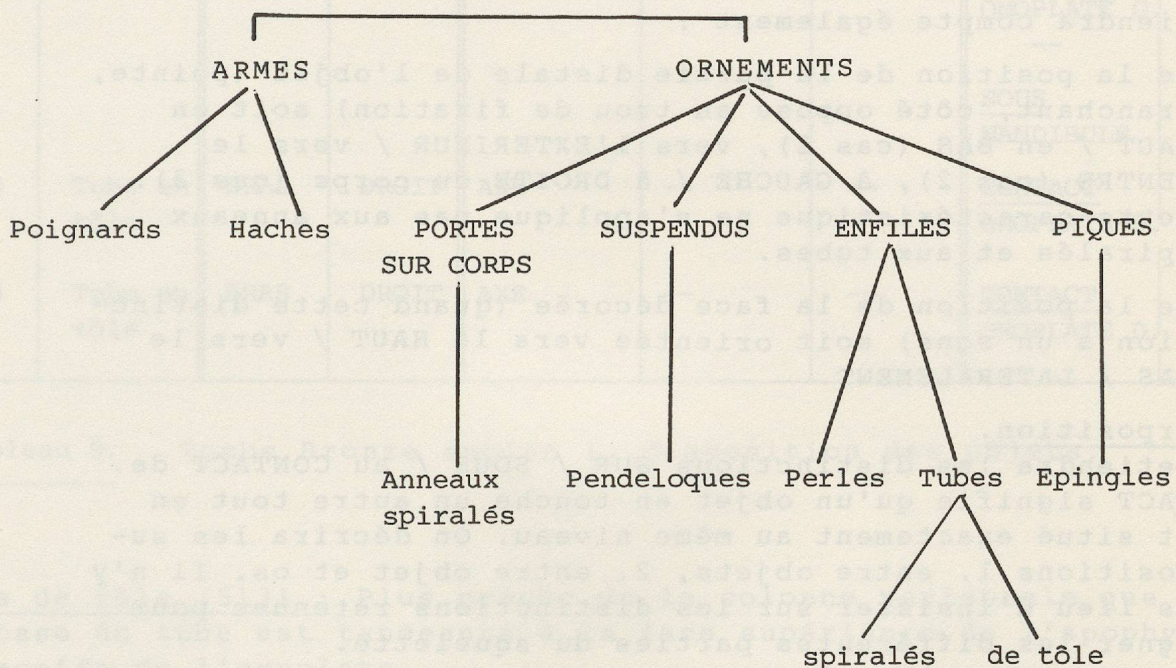 ARMES ORNEMENTS
Poignards Haches PORTES SUSPENDUS ENFILES PIQUES
SUR CORPS
Anneaux Pendeloques Perles Tubes Epingles
spiralés
spiralés de tôle